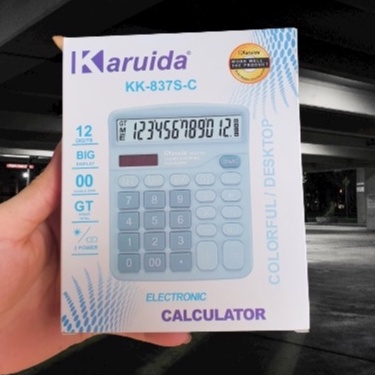 Karuida®
KK-837S-C
12
DIGITS
BIG
DISPLAY
00
GT
2 POWER
123456789012
7 8 9
4 5 6
1 2 3
0 00 •
COLORFUL/DESKTOP
ELECTRONIC
CALCULATOR